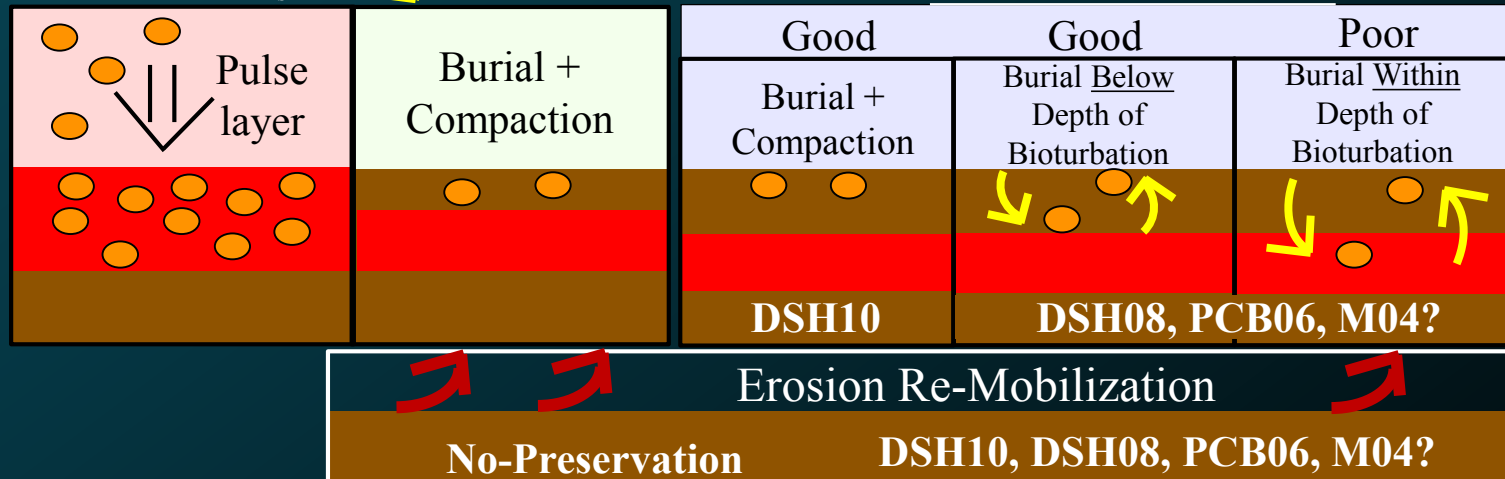 Pulse
layer
Burial +
Compaction
Good
Good
Poor
Burial +
Compaction
Burial Below
Depth of
Bioturbation
Burial Within
Depth of
Bioturbation
DSH10
DSH08, PCB06, M04?
Erosion Re-Mobilization
No-Preservation
DSH10, DSH08, PCB06, M04?